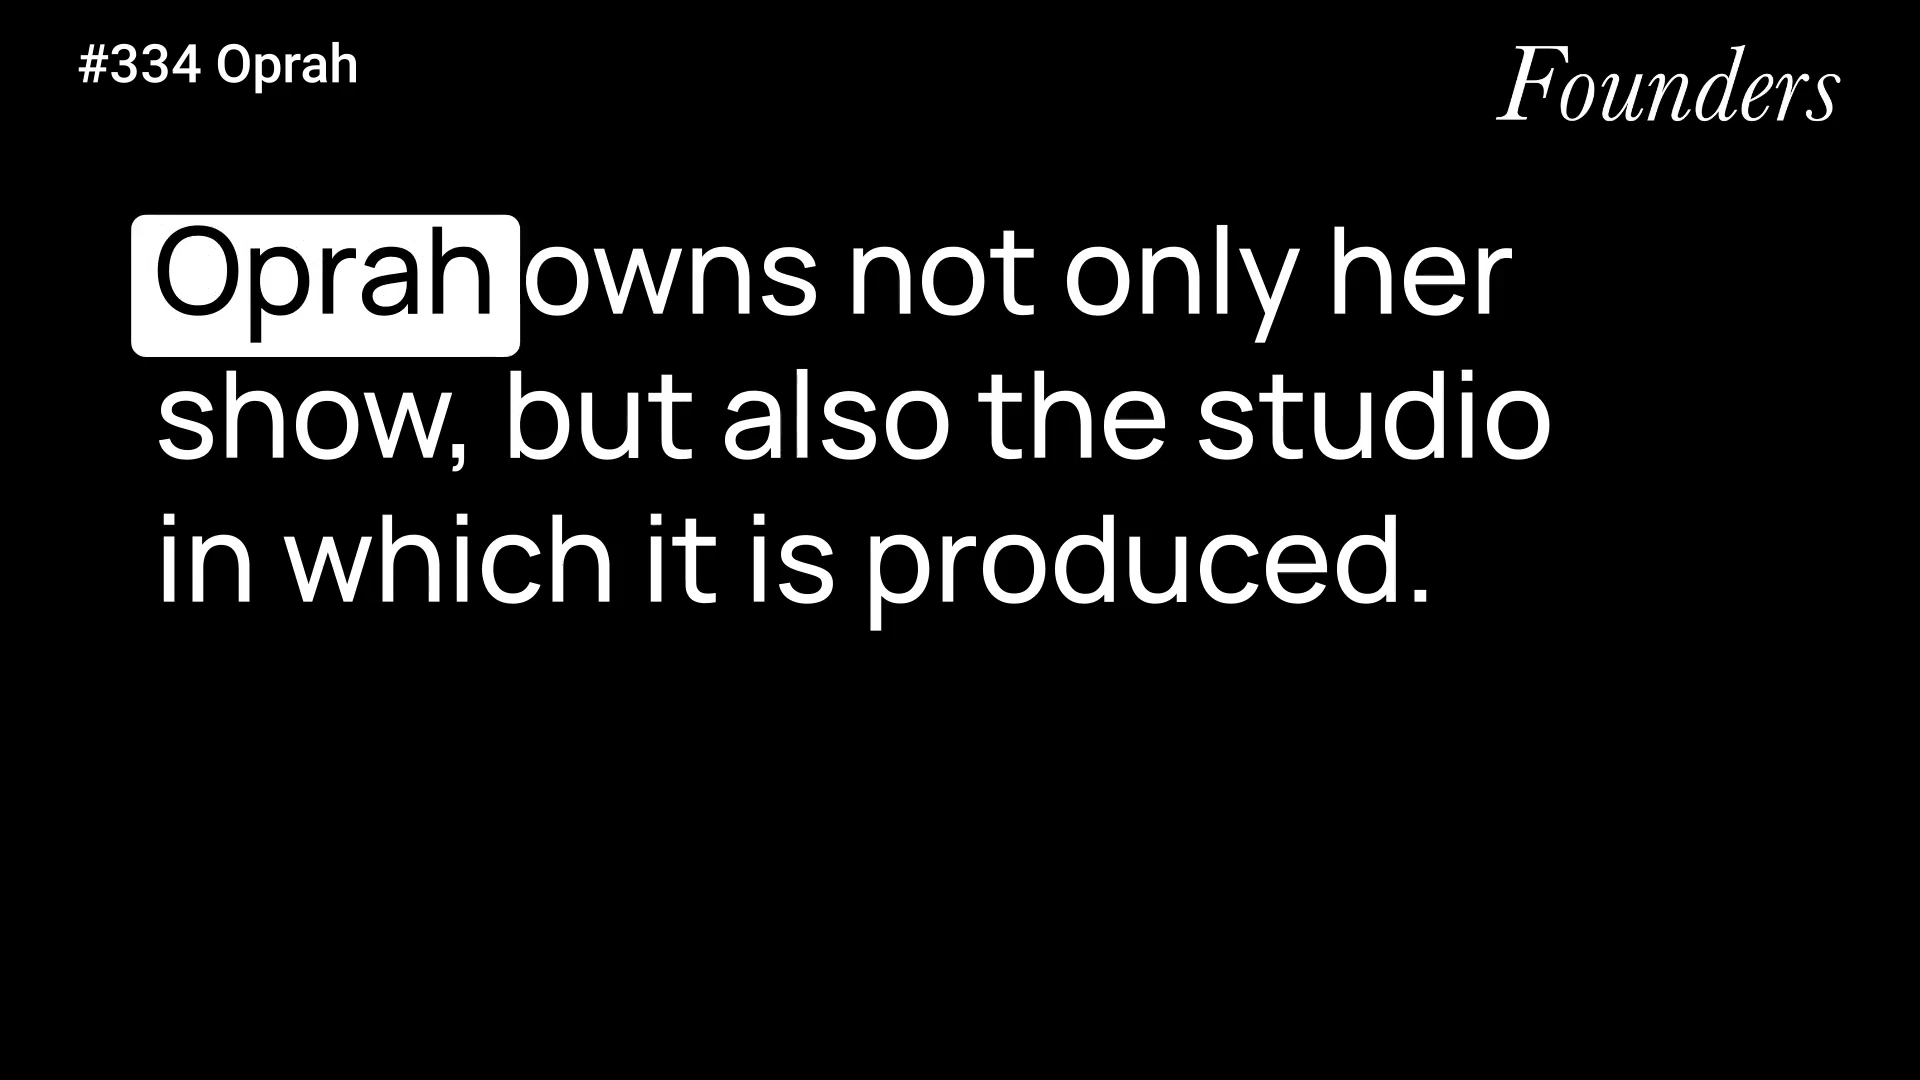 #334 Oprah
Founders
Oprah owns not only her
show, but also the studio
in which it is produced.